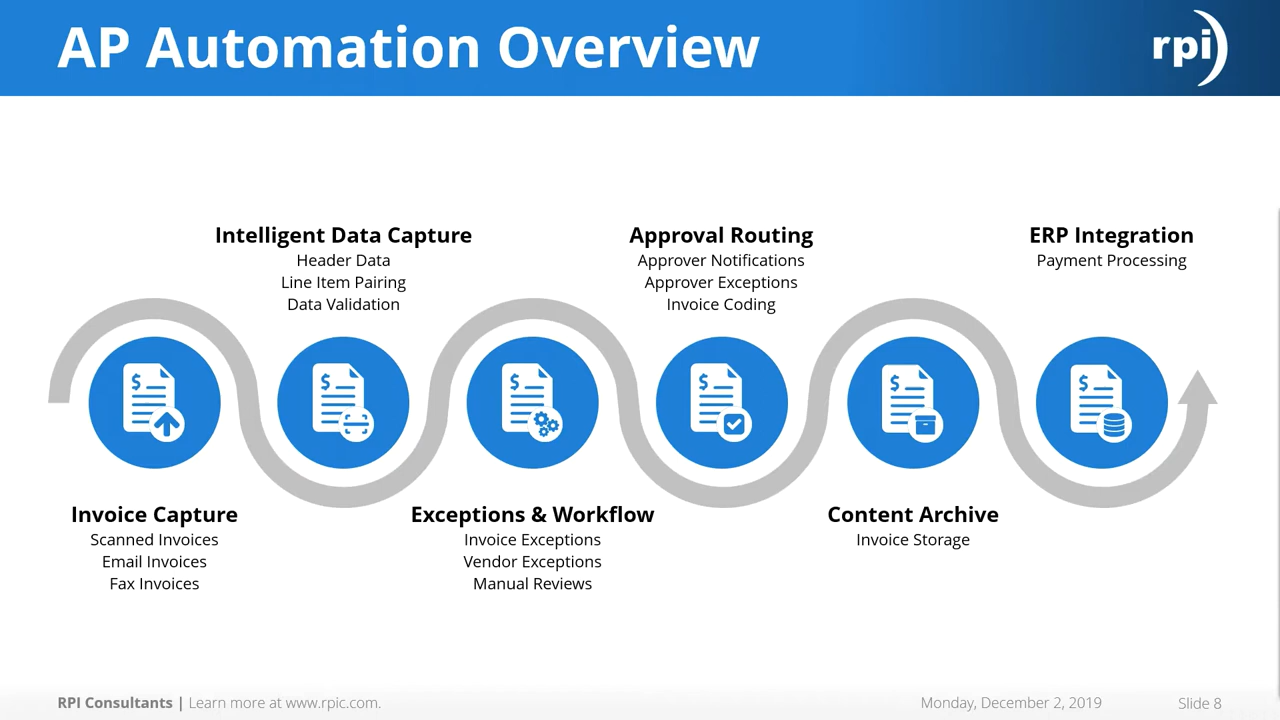 AP Automation Overview
rpi
Invoice Capture
Scanned Invoices
Email Invoices
Fax Invoices
Intelligent Data Capture
Header Data
Line Item Pairing
Data Validation
Exceptions & Workflow
Invoice Exceptions
Vendor Exceptions
Manual Reviews
Approval Routing
Approver Notifications
Approver Exceptions
Invoice Coding
Content Archive
Invoice Storage
ERP Integration
Payment Processing
RPI Consultants | Learn more at www.rpic.com.
Monday, December 2, 2019
Slide 8